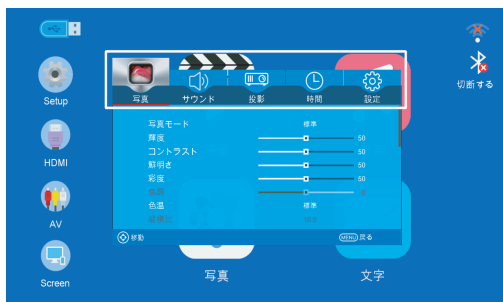 切断する
Setup
HDMI
AV
Screen
写真 サウンド 投影 時間 設定
写真モード 標準
輝度 50
コントラスト 50
鮮明さ 50
彩度 50
色温 標準
移動 MENU 戻る
写真 文字